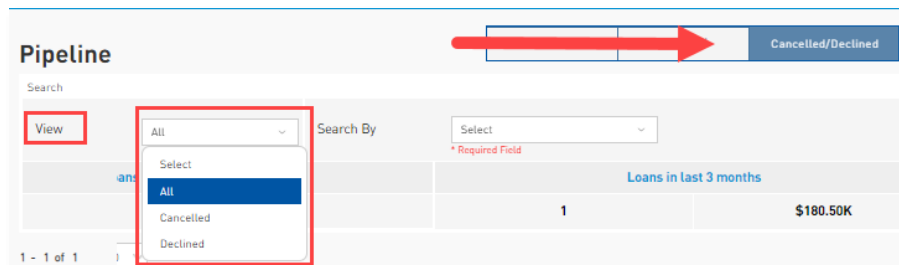 Cancelled/Declined
Pipeline
Search
View
All
Search By
Select
* Required Field
Select
All
Cancelled
Declined
Loans in last 3 months
1
$180.50K
1 - 1 of 1